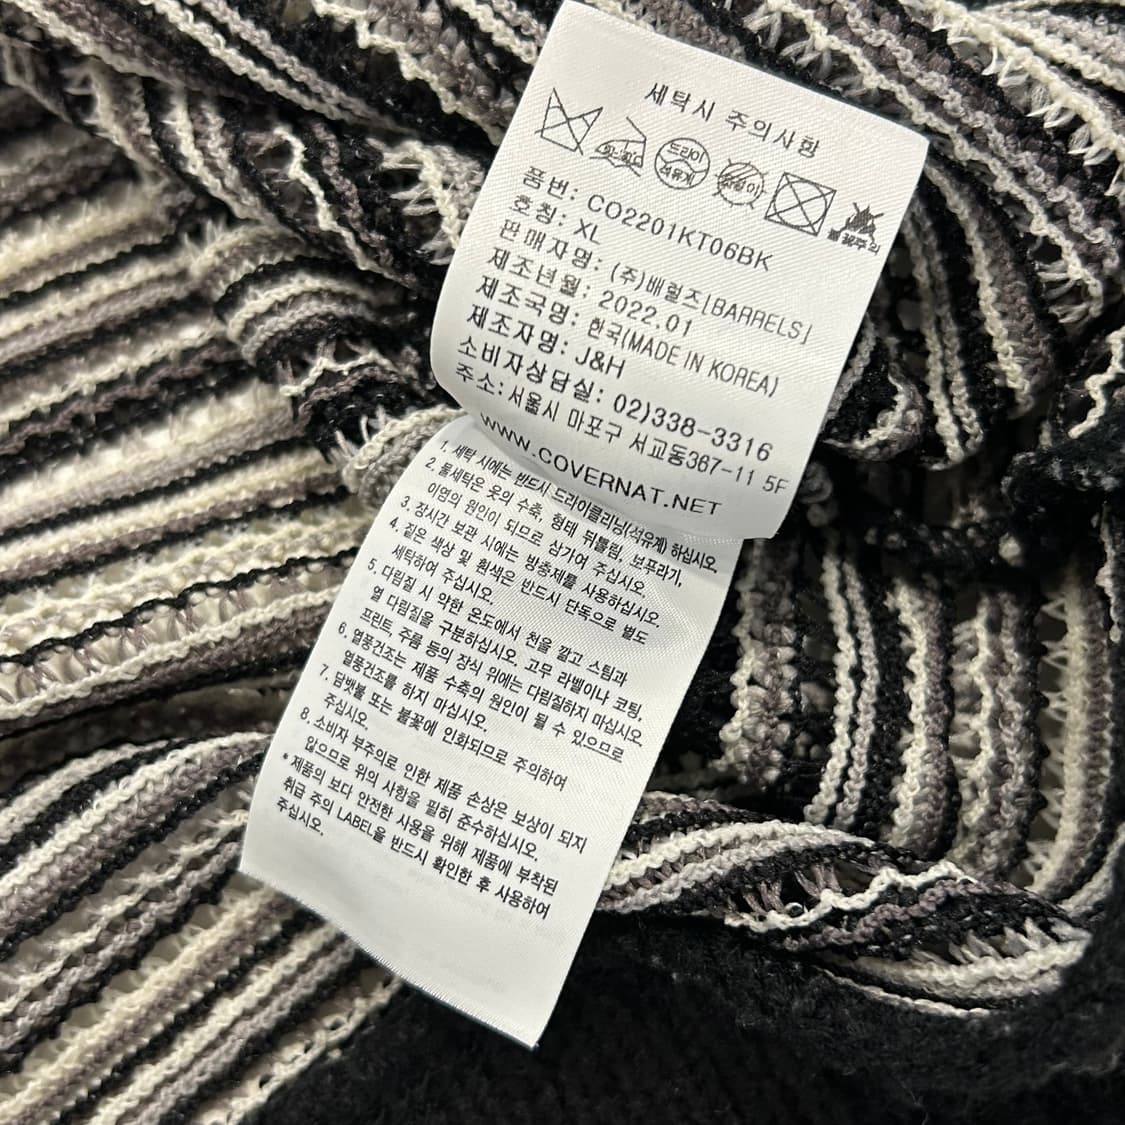 세탁시 주의사항
드라이
석유계
불꽃주의
품번: CO2201KT06BK
호칭: XL
판매자명: (주)배럴즈[BARRELS]
제조년월: 2022.01
제조국명: 한국(MADE IN KOREA)
제조자명: J&H
소비자상담실: 02)338-3316
주소: 서울시 마포구 서교동367-11 5F
WWW.COVERNAT.NET
1. 세탁 시에는 반드시 드라이클리닝(석유계) 하십시오.
2. 물세탁은 옷의 수축, 형태 뒤틀림, 보푸라기,
이염의 원인이 되므로 삼가여 주십시오.
3. 장시간 보관 시에는 방충제를 사용하십시오.
4. 짙은 색상 및 흰색은 반드시 단독으로 별도
세탁하여 주십시오.
5. 다림질 시 약한 온도에서 천을 깔고 스팀과
열 다림질을 구분하십시오. 고무 라벨이나 코팅,
프린트, 주름 등의 장식 위에는 다림질하지 마십시오.
6. 열풍건조는 제품 수축의 원인이 될 수 있으므로
열풍건조를 하지 마십시오.
7. 담뱃불 또는 불꽃에 인화되므로 주의하여
주십시오.
8. 소비자 부주의로 인한 제품 손상은 보상이 되지
않으므로 위의 사항을 필히 준수하십시오.
* 제품의 보다 안전한 사용을 위해 제품에 부착된
취급 주의 LABEL을 반드시 확인한 후 사용하여
주십시오.